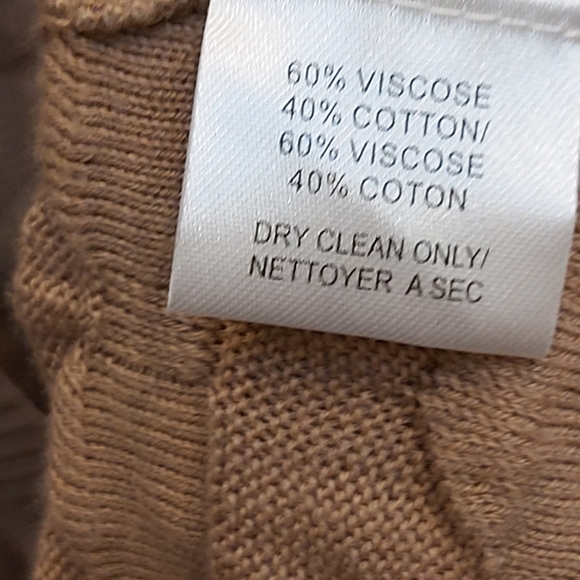 60% VISCOSE
40% COTTON/
60% VISCOSE
40% COTON
DRY CLEAN ONLY/
NETTOYER A SEC